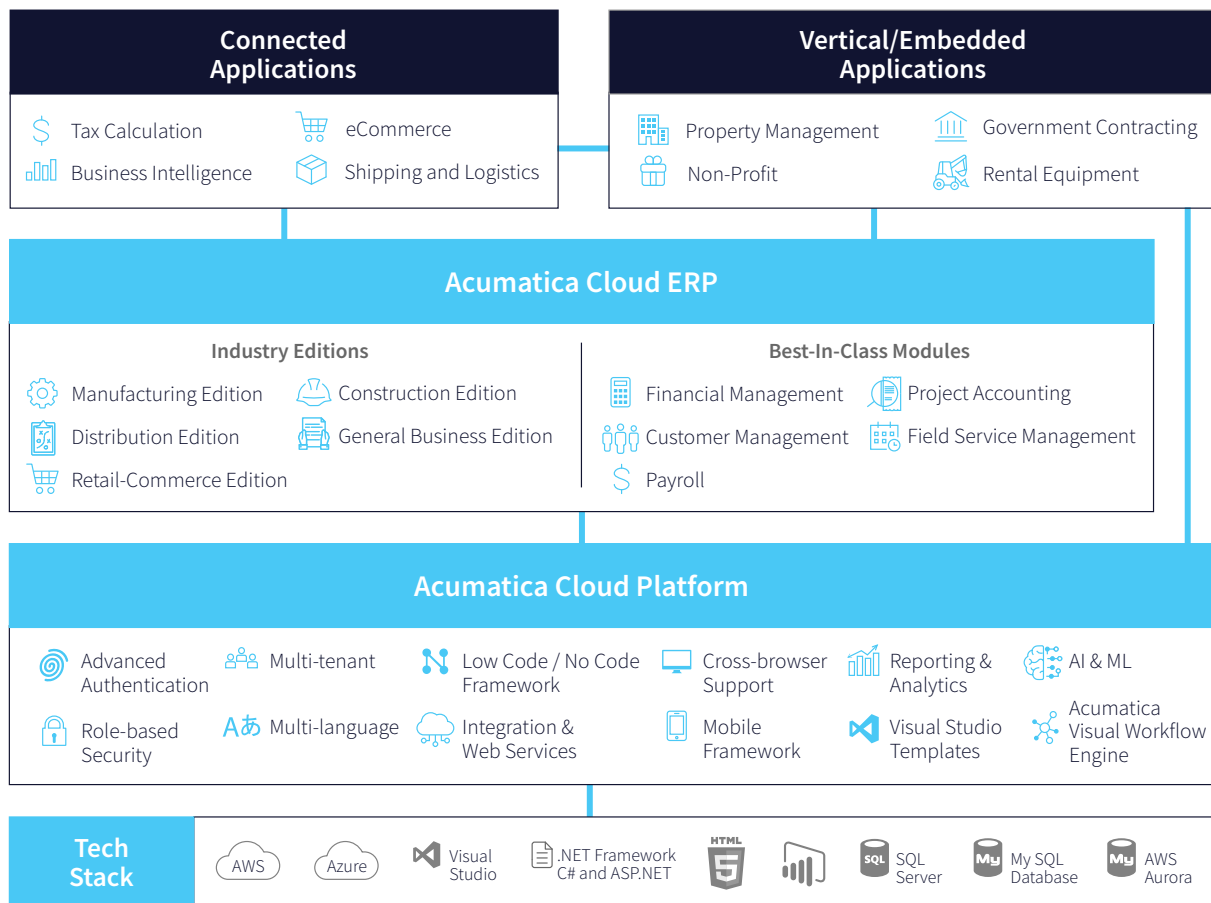 Connected
Applications
Tax Calculation
eCommerce
Business Intelligence
Shipping and Logistics
Vertical/Embedded
Applications
Property Management
Government Contracting
Non-Profit
Rental Equipment
Acumatica Cloud ERP
Industry Editions
Manufacturing Edition
Construction Edition
Distribution Edition
General Business Edition
Retail-Commerce Edition
Best-In-Class Modules
Financial Management
Project Accounting
Customer Management
Field Service Management
Payroll
Acumatica Cloud Platform
Advanced
Authentication
Multi-tenant
Low Code / No Code
Framework
Cross-browser
Support
Reporting &
Analytics
AI & ML
Role-based
Security
Aあ
Multi-language
Integration &
Web Services
Mobile
Framework
Visual Studio
Templates
Acumatica
Visual Workflow
Engine
Tech
Stack
AWS
Azure
Visual
Studio
.NET Framework
C# and ASP.NET
HTML
5
SQL
SQL
Server
My
My SQL
Database
My
AWS
Aurora